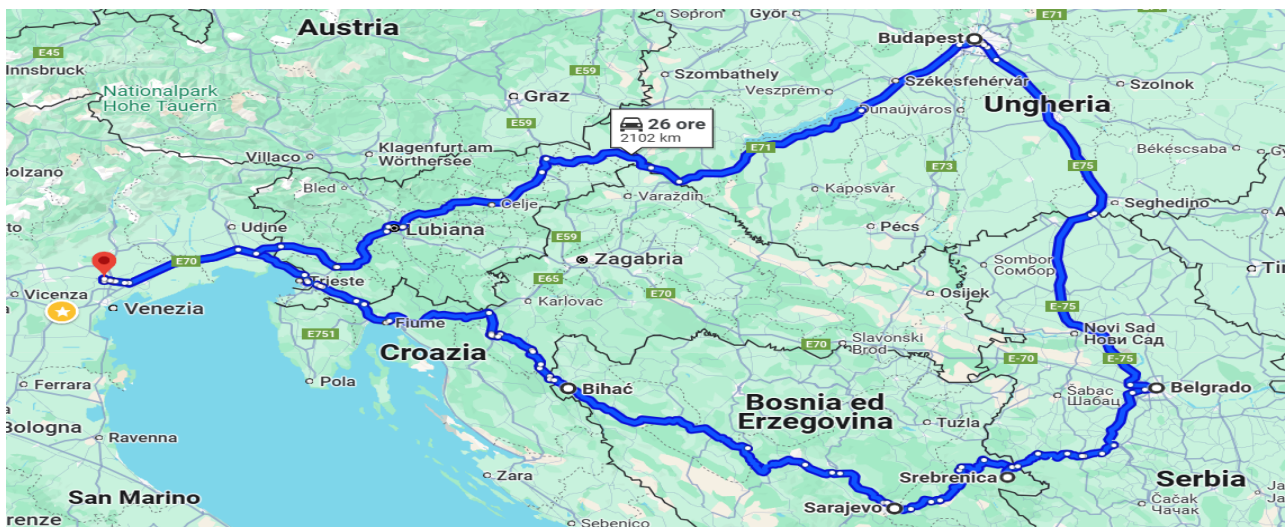 Sopron
Győr
E71
Austria
E45
Innsbruck
Budapest
E59
Szombathely
Székesfehérvár
Szolnok
Nationalpark
Hohe Tauern
Graz
Veszprém
Dunaújváros
Ungheria
26 ore
2102 km
E59
Klagenfurt am
Wörthersee
Villaco
E71
Békéscsaba
Bolzano
E75
E73
Bled
Varaždin
Kaposvár
Celje
Seghedino
Udine
Lubiana
Pécs
E59
E70
Zagabria
Sombor
Сомбор
Trieste
E65
Vicenza
E70
Osijek
Venezia
Karlovac
E-75
Fiume
E751
Novi Sad
Нови Сад
E70
Slavonski
Brod
Croazia
E-70
E-75
Pola
Ferrara
Bihać
Šabac
Шабац
Belgrado
Bosnia ed
Erzegovina
Bologna
Tuzla
Ravenna
Zara
Srebrenica
Serbia
San Marino
Sarajevo
Čačak
Чачак
Sebenico